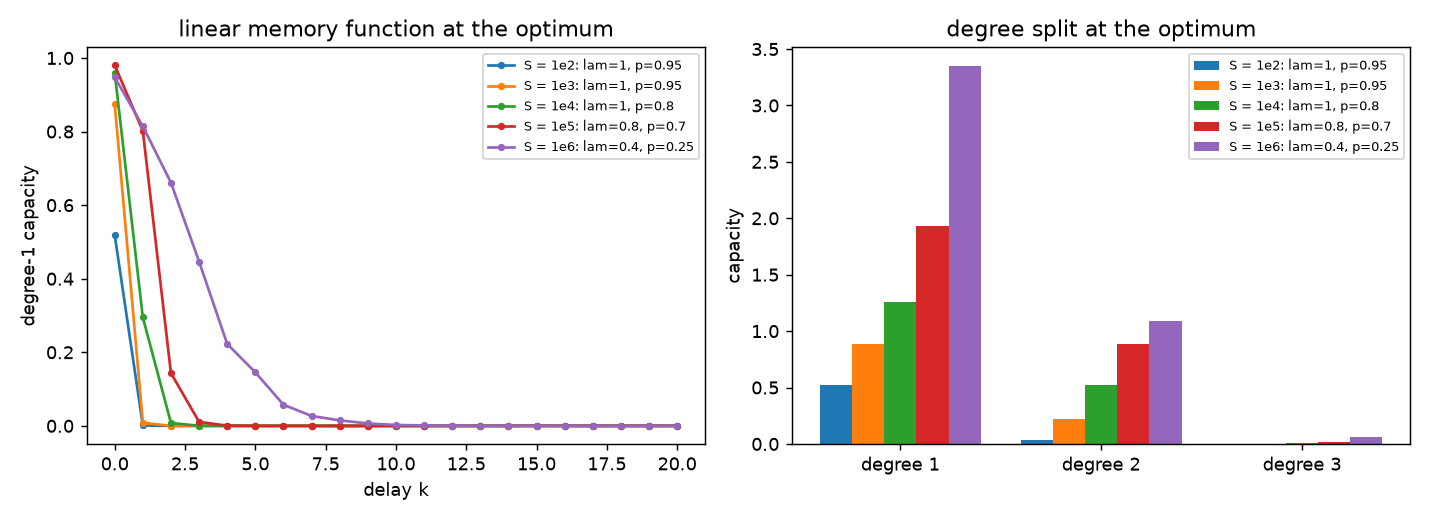 linear memory function at the optimum
degree-1 capacity
1.0
0.8
0.6
0.4
0.2
0.0
S = 1e2: lam=1, p=0.95
S = 1e3: lam=1, p=0.95
S = 1e4: lam=1, p=0.8
S = 1e5: lam=0.8, p=0.7
S = 1e6: lam=0.4, p=0.25
0.0 2.5 5.0 7.5 10.0 12.5 15.0 17.5 20.0
delay k
degree split at the optimum
capacity
3.5
3.0
2.5
2.0
1.5
1.0
0.5
0.0
S = 1e2: lam=1, p=0.95
S = 1e3: lam=1, p=0.95
S = 1e4: lam=1, p=0.8
S = 1e5: lam=0.8, p=0.7
S = 1e6: lam=0.4, p=0.25
degree 1 degree 2 degree 3